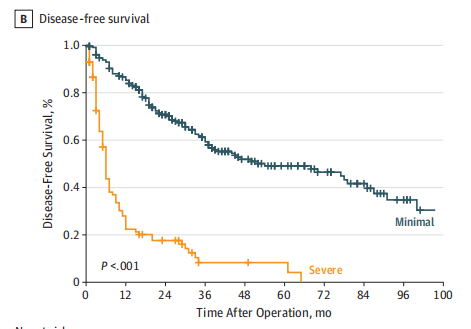 B Disease-free survival
1.0
0.8
0.6
0.4
0.2
0
Disease-Free Survival, %
P <.001
Minimal
Severe
0 12 24 36 48 60 72 84 96 108
Time After Operation, mo